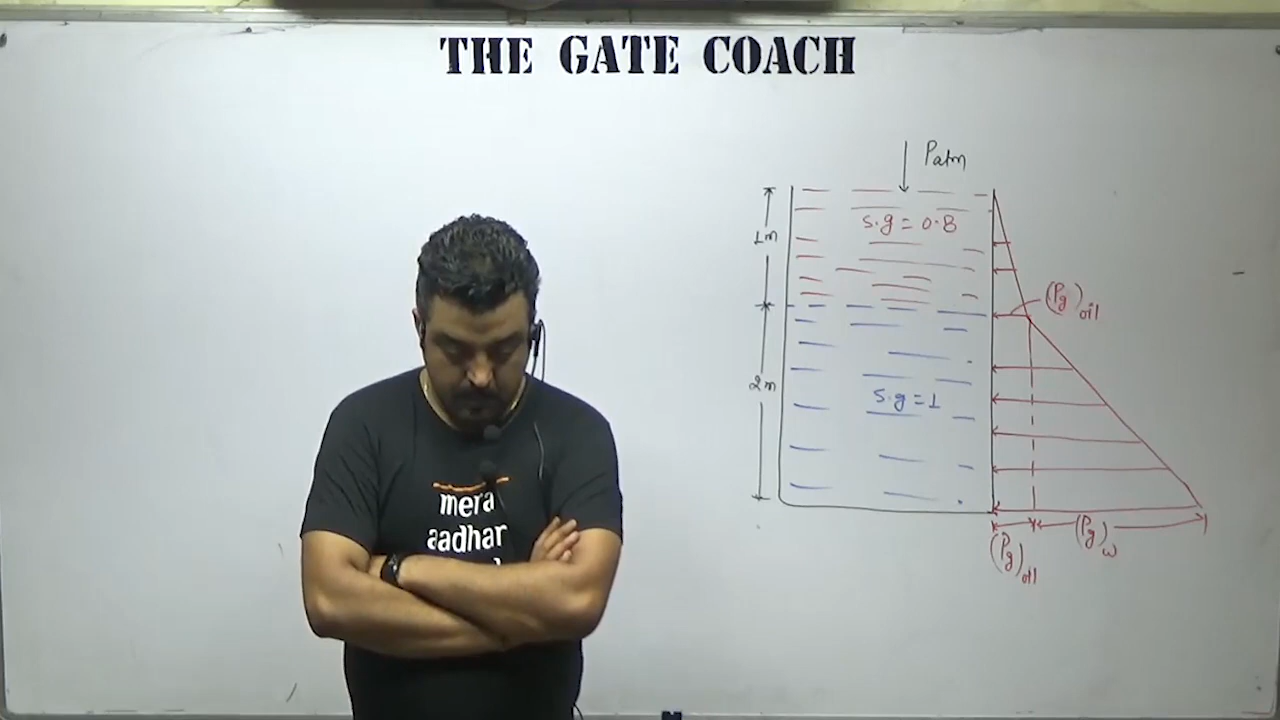 THE GATE COACH
Patm
1m
s.g = 0.8
(Pg)oil
2m
s.g = 1
(Pg)oil
(Pg)w
mera
aadhar